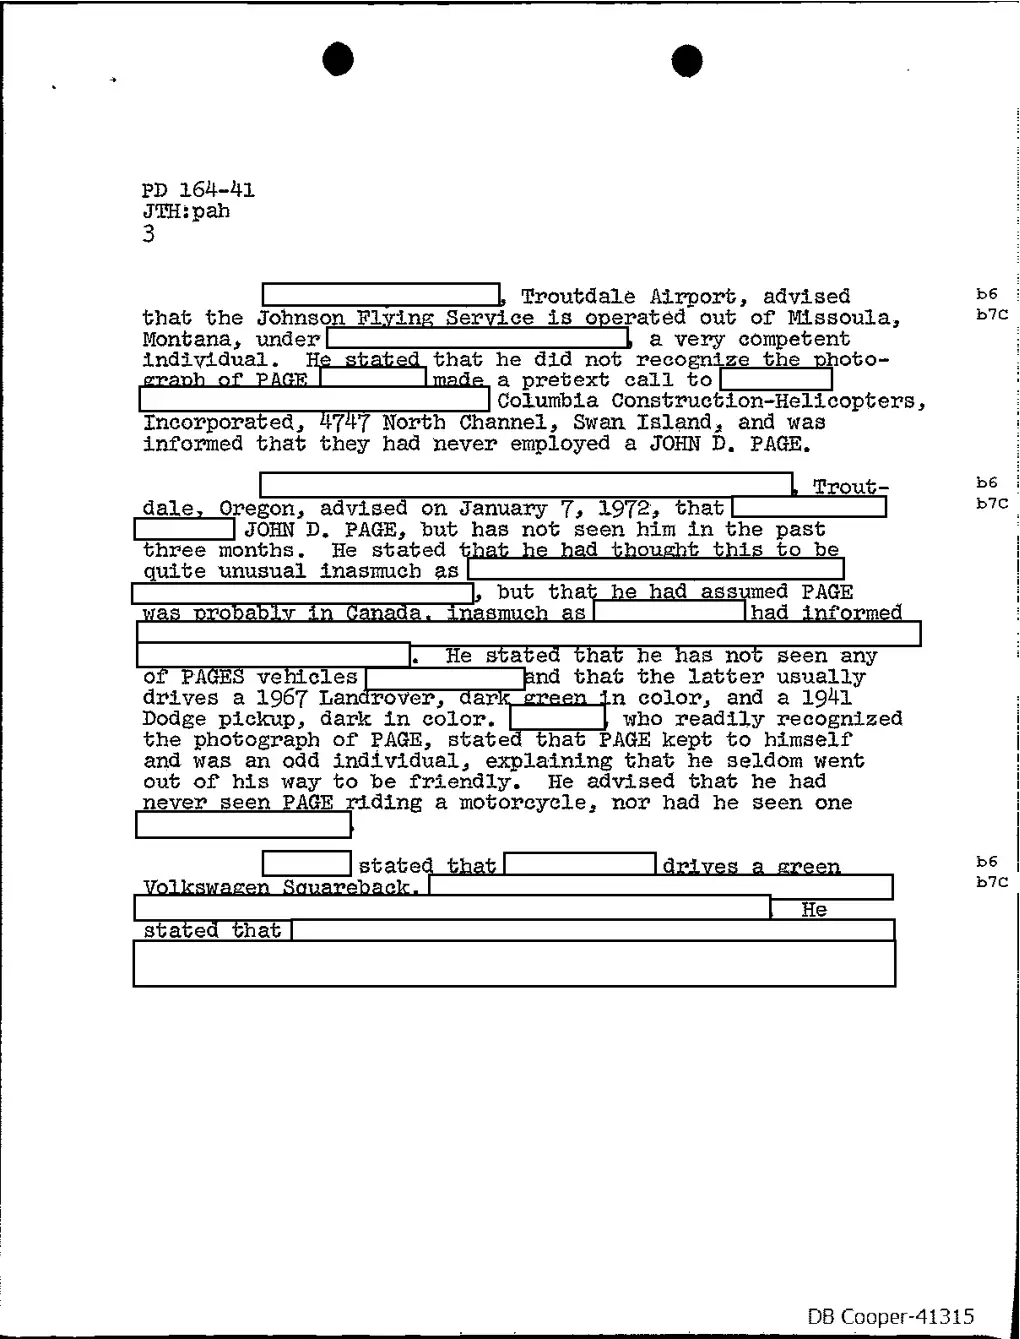 PD 164-41
JTH:pah
3
, Troutdale Airport, advised b6
that the Johnson Flying Service is operated out of Missoula, b7C
Montana, under , a very competent
individual. He stated that he did not recognize the photo-
graph of PAGE made a pretext call to
Columbia Construction-Helicopters,
Incorporated, 4747 North Channel, Swan Island, and was
informed that they had never employed a JOHN D. PAGE.
, Trout- b6
dale, Oregon, advised on January 7, 1972, that b7C
JOHN D. PAGE, but has not seen him in the past
three months. He stated that he had thought this to be
quite unusual inasmuch as
, but that he had assumed PAGE
was probably in Canada, inasmuch as had informed
. He stated that he has not seen any
of PAGES vehicles and that the latter usually
drives a 1967 Landrover, dark green in color, and a 1941
Dodge pickup, dark in color. , who readily recognized
the photograph of PAGE, stated that PAGE kept to himself
and was an odd individual, explaining that he seldom went
out of his way to be friendly. He advised that he had
never seen PAGE riding a motorcycle, nor had he seen one
.
stated that drives a green b6
Volkswagen Squareback. b7C
He
stated that
DB Cooper-41315